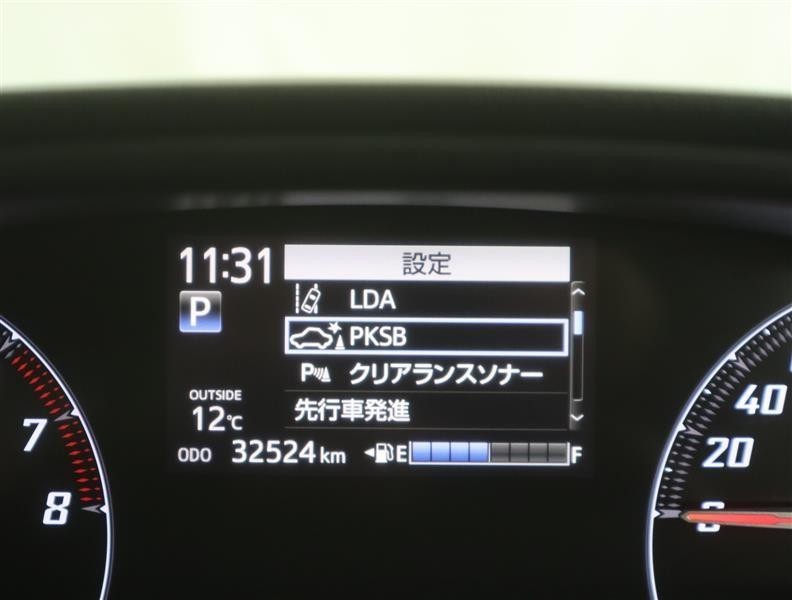 11:31
設定
P
LDA
PKSB
P クリアランスソナー
先行車発進
OUTSIDE
12℃
ODO 32524 km
E F
7
8
40
20
0